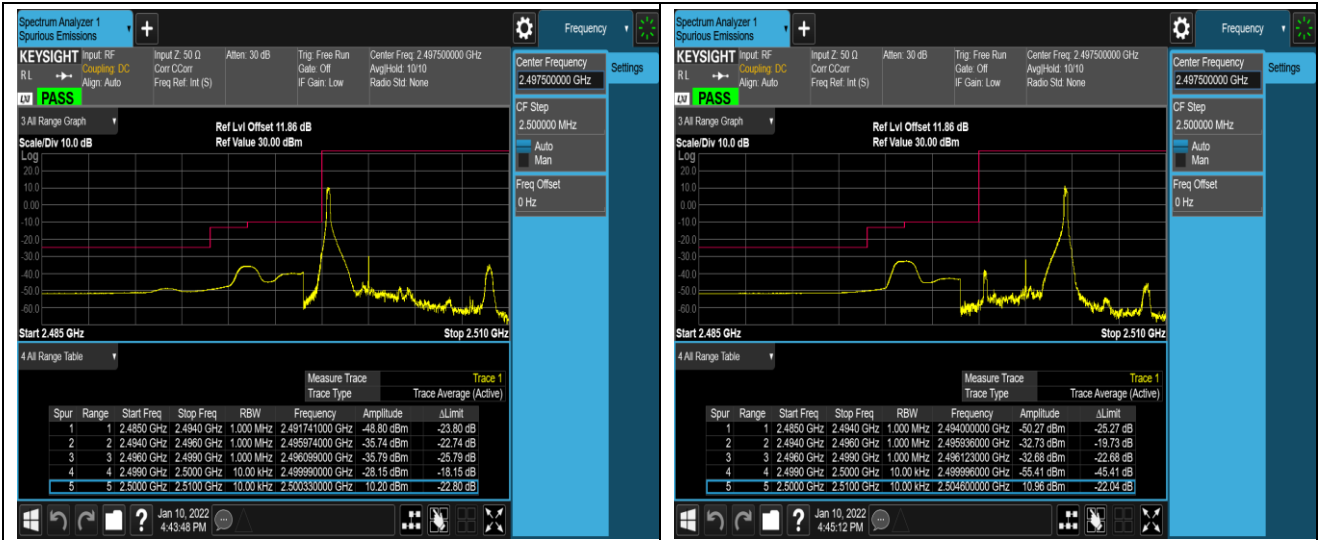 Spectrum Analyzer 1
Spurious Emissions
Frequency
KEYSIGHT
R L
LXI
PASS
Input: RF
Coupling: DC
Align: Auto
Input Z: 50 Ω
Corr CCorr
Freq Ref: Int (S)
Atten: 30 dB
Trig: Free Run
Gate: Off
IF Gain: Low
Center Freq: 2.497500000 GHz
Avg|Hold: 10/10
Radio Std: None
Center Frequency
2.497500000 GHz
Settings
CF Step
2.500000 MHz
Auto
Man
Freq Offset
0 Hz
3 All Range Graph
Ref Lvl Offset 11.86 dB
Scale/Div 10.0 dB
Ref Value 30.00 dBm
Log
20.0
10.0
0.00
-10.0
-20.0
-30.0
-40.0
-50.0
-60.0
Start 2.485 GHz
Stop 2.510 GHz
4 All Range Table
Measure Trace Trace 1
Trace Type Trace Average (Active)
Spur Range Start Freq Stop Freq RBW Frequency Amplitude ΔLimit
1 1 2.4850 GHz 2.4940 GHz 1.000 MHz 2.491741000 GHz -48.80 dBm -23.80 dB
2 2 2.4940 GHz 2.4960 GHz 1.000 MHz 2.495974000 GHz -35.74 dBm -22.74 dB
3 3 2.4960 GHz 2.4990 GHz 1.000 MHz 2.496099000 GHz -35.79 dBm -25.79 dB
4 4 2.4990 GHz 2.5000 GHz 10.00 kHz 2.499990000 GHz -28.15 dBm -18.15 dB
5 5 2.5000 GHz 2.5100 GHz 10.00 kHz 2.500330000 GHz 10.20 dBm -22.80 dB
?
Jan 10, 2022
4:43:48 PM
Spectrum Analyzer 1
Spurious Emissions
Frequency
KEYSIGHT
R L
LXI
PASS
Input: RF
Coupling: DC
Align: Auto
Input Z: 50 Ω
Corr CCorr
Freq Ref: Int (S)
Atten: 30 dB
Trig: Free Run
Gate: Off
IF Gain: Low
Center Freq: 2.497500000 GHz
Avg|Hold: 10/10
Radio Std: None
Center Frequency
2.497500000 GHz
Settings
CF Step
2.500000 MHz
Auto
Man
Freq Offset
0 Hz
3 All Range Graph
Ref Lvl Offset 11.86 dB
Scale/Div 10.0 dB
Ref Value 30.00 dBm
Log
20.0
10.0
0.00
-10.0
-20.0
-30.0
-40.0
-50.0
-60.0
Start 2.485 GHz
Stop 2.510 GHz
4 All Range Table
Measure Trace Trace 1
Trace Type Trace Average (Active)
Spur Range Start Freq Stop Freq RBW Frequency Amplitude ΔLimit
1 1 2.4850 GHz 2.4940 GHz 1.000 MHz 2.494000000 GHz -50.27 dBm -25.27 dB
2 2 2.4940 GHz 2.4960 GHz 1.000 MHz 2.495936000 GHz -32.73 dBm -19.73 dB
3 3 2.4960 GHz 2.4990 GHz 1.000 MHz 2.496123000 GHz -32.68 dBm -22.68 dB
4 4 2.4990 GHz 2.5000 GHz 10.00 kHz 2.499996000 GHz -55.41 dBm -45.41 dB
5 5 2.5000 GHz 2.5100 GHz 10.00 kHz 2.504600000 GHz 10.96 dBm -22.04 dB
?
Jan 10, 2022
4:45:12 PM